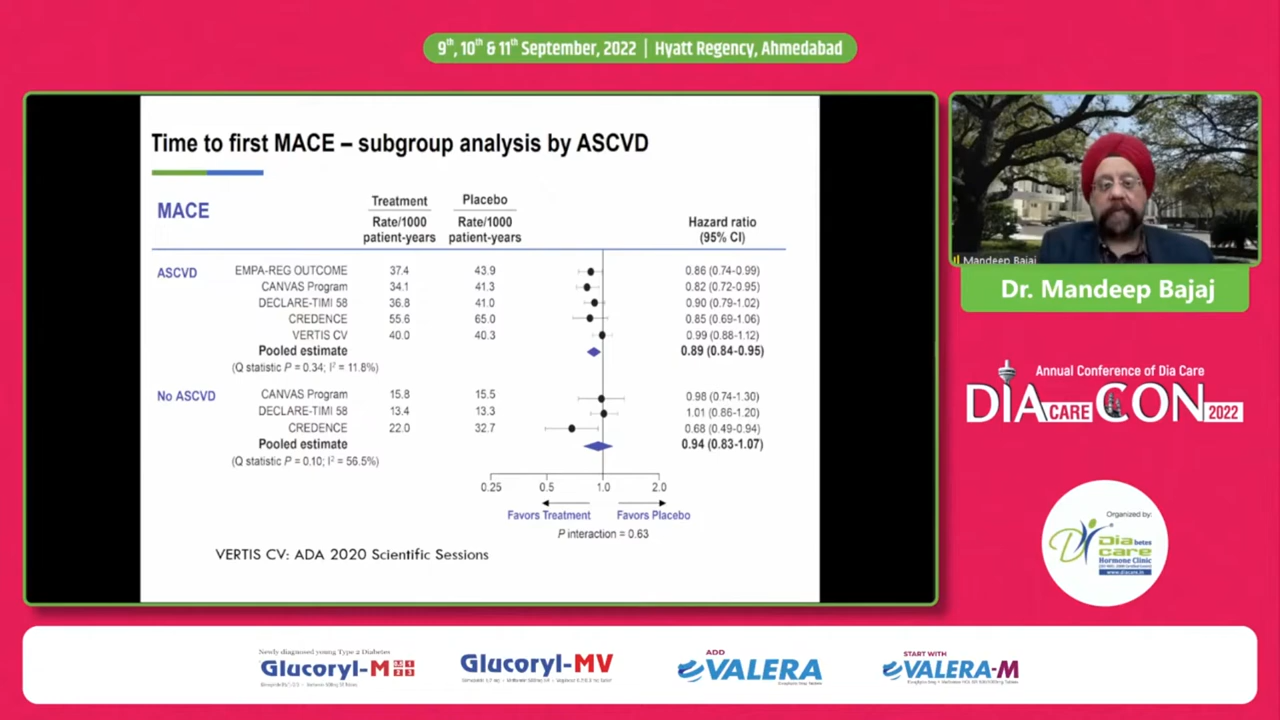 9th, 10th & 11th September, 2022 | Hyatt Regency, Ahmedabad
Time to first MACE – subgroup analysis by ASCVD
MACE
Treatment
Placebo
Hazard ratio
(95% CI)
Rate/1000
patient-years
Rate/1000
patient-years
ASCVD EMPA-REG OUTCOME 37.4 43.9 0.86 (0.74-0.99)
CANVAS Program 34.1 41.3 0.82 (0.72-0.95)
DECLARE-TIMI 58 36.8 41.0 0.90 (0.79-1.02)
CREDENCE 55.6 65.0 0.85 (0.69-1.06)
VERTIS CV 40.0 40.3 0.99 (0.88-1.12)
Pooled estimate 0.89 (0.84-0.95)
(Q statistic P = 0.34; I² = 11.8%)
No ASCVD CANVAS Program 15.8 15.5 0.98 (0.74-1.30)
DECLARE-TIMI 58 13.4 13.3 1.01 (0.86-1.20)
CREDENCE 22.0 32.7 0.68 (0.49-0.94)
Pooled estimate 0.94 (0.83-1.07)
(Q statistic P = 0.10; I² = 56.5%)
0.25 0.5 1.0 2.0
Favors Treatment Favors Placebo
P interaction = 0.63
VERTIS CV: ADA 2020 Scientific Sessions
Mandeep Bajaj
Dr. Mandeep Bajaj
Annual Conference of Dia Care
DIA CARE CON 2022
Organized by:
Diabetes
care
Hormone Clinic
www.diacare.in
Newly diagnosed young Type 2 Diabetes
Glucoryl-M
Glucoryl-MV
ADD
VALERA
START WITH
VALERA-M